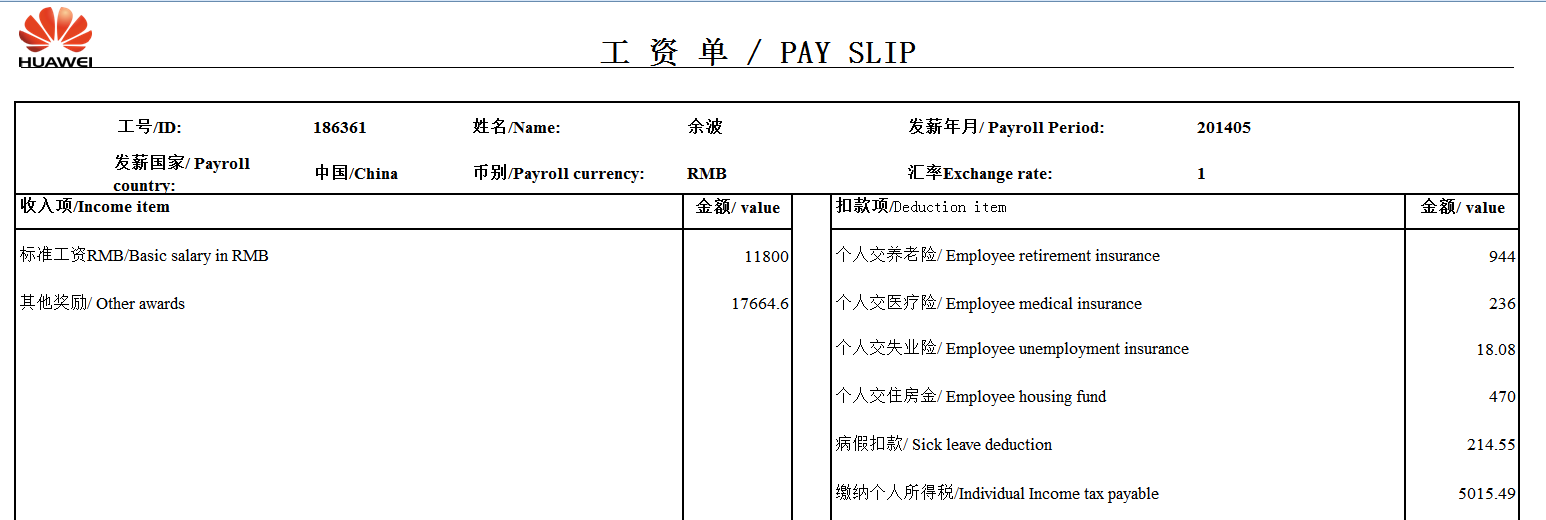 HUAWEI
工 资 单 / PAY SLIP
工号/ID: 186361 姓名/Name: 余波 发薪年月/ Payroll Period: 201405
发薪国家/ Payroll country: 中国/China 币别/Payroll currency: RMB 汇率Exchange rate: 1
收入项/Income item 金额/ value 扣款项/Deduction item 金额/ value
标准工资RMB/Basic salary in RMB 11800 个人交养老险/ Employee retirement insurance 944
其他奖励/ Other awards 17664.6 个人交医疗险/ Employee medical insurance 236
个人交失业险/ Employee unemployment insurance 18.08
个人交住房金/ Employee housing fund 470
病假扣款/ Sick leave deduction 214.55
缴纳个人所得税/Individual Income tax payable 5015.49